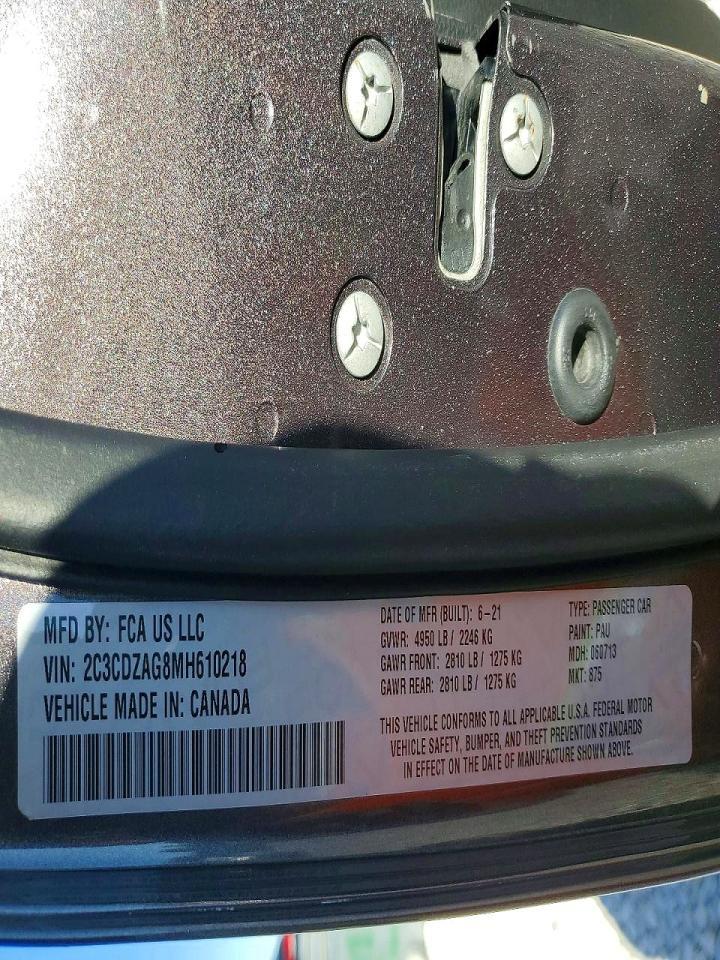 MFD BY: FCA US LLC
VIN: 2C3CDZAG8MH610218
VEHICLE MADE IN: CANADA
DATE OF MFR (BUILT): 6-21
GVWR: 4950 LB / 2246 KG
GAWR FRONT: 2810 LB / 1275 KG
GAWR REAR: 2810 LB / 1275 KG
TYPE: PASSENGER CAR
PAINT: PAU
MDH: 060713
MKT: 875
THIS VEHICLE CONFORMS TO ALL APPLICABLE U.S.A. FEDERAL MOTOR
VEHICLE SAFETY, BUMPER, AND THEFT PREVENTION STANDARDS
IN EFFECT ON THE DATE OF MANUFACTURE SHOWN ABOVE.